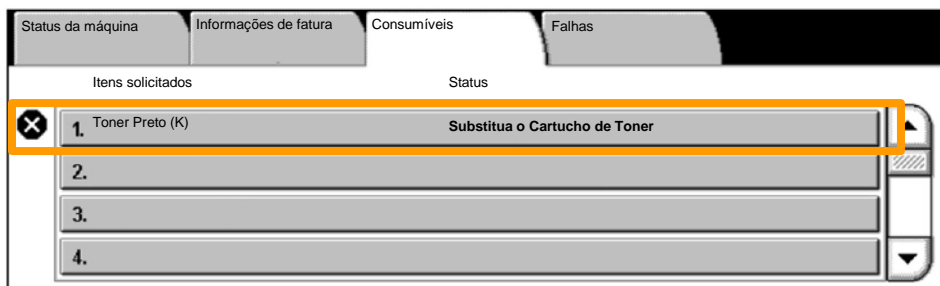 Status da máquina Informações de fatura Consumíveis Falhas
Itens solicitados Status
1. Toner Preto (K) Substitua o Cartucho de Toner
2.
3.
4.